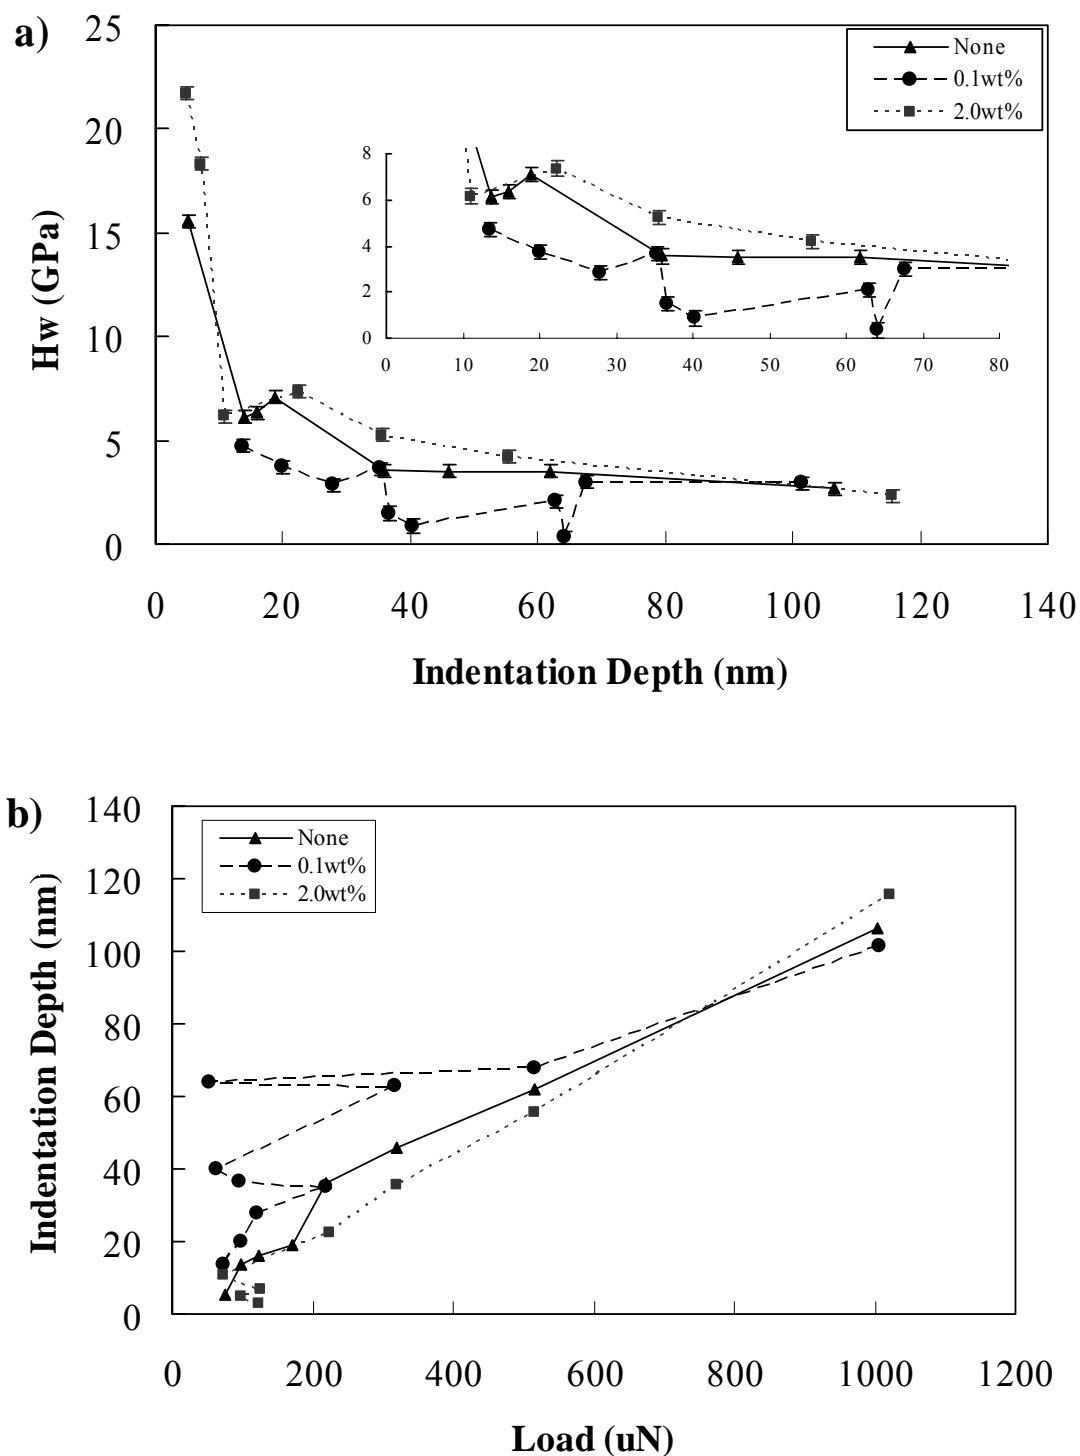 a)
25
20
15
10
5
0
Hw (GPa)
None
0.1wt%
2.0wt%
8
6
4
2
0
0 10 20 30 40 50 60 70 80
0 20 40 60 80 100 120 140
Indentation Depth (nm)
b)
140
120
100
80
60
40
20
0
Indentation Depth (nm)
None
0.1wt%
2.0wt%
0 200 400 600 800 1000 1200
Load (uN)